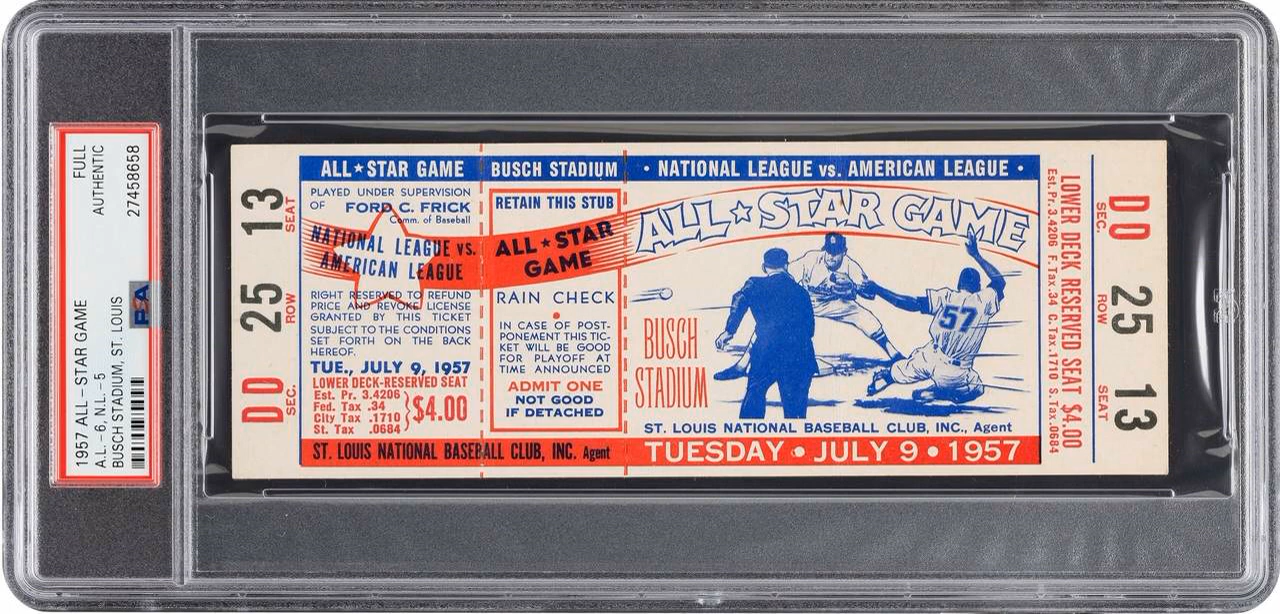 FULL
AUTHENTIC
27458658
1957 ALL-STAR GAME
A.L.-6, N.L.-5
BUSCH STADIUM, ST. LOUIS
PSA
DD
SEC.
25
ROW
13
SEAT
ALL★STAR GAME
PLAYED UNDER SUPERVISION
OF FORD C. FRICK
Comm. of Baseball
NATIONAL LEAGUE VS.
AMERICAN LEAGUE
RIGHT RESERVED TO REFUND
PRICE AND REVOKE LICENSE
GRANTED BY THIS TICKET
SUBJECT TO THE CONDITIONS
SET FORTH ON THE BACK
HEREOF.
TUE., JULY 9, 1957
LOWER DECK-RESERVED SEAT
Est. Pr. 3.4206
Fed. Tax .34
City Tax .1710
St. Tax .0684
$4.00
ST. LOUIS NATIONAL BASEBALL CLUB, INC. Agent
BUSCH STADIUM
RETAIN THIS STUB
ALL★STAR
GAME
RAIN CHECK
•
IN CASE OF POST-
PONEMENT THIS TIC-
KET WILL BE GOOD
FOR PLAYOFF AT
TIME ANNOUNCED
ADMIT ONE
NOT GOOD
IF DETACHED
• NATIONAL LEAGUE vs. AMERICAN LEAGUE •
ALL★STAR GAME
57
BUSCH
STADIUM
ST. LOUIS NATIONAL BASEBALL CLUB, INC., Agent
TUESDAY • JULY 9 • 1957
LOWER DECK RESERVED SEAT $4.00
Est. Pr. 3.4206 F. Tax .34 C. Tax .1710 S. Tax .0684
DD
SEC.
25
ROW
13
SEAT